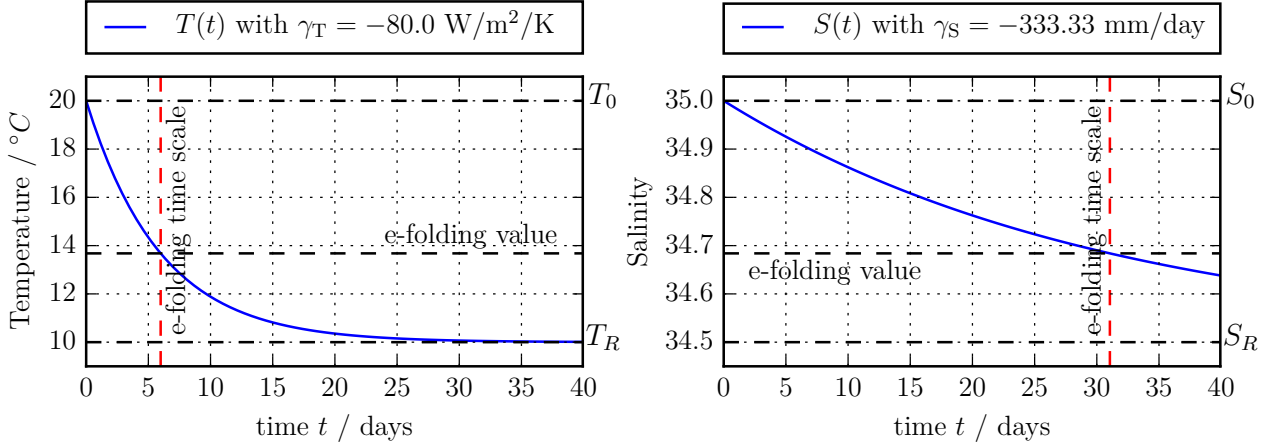 T(t) with γ_T = −80.0 W/m²/K
Temperature / °C
20
18
16
14
12
10
T_0
T_R
e-folding value
e-folding time scale
0 5 10 15 20 25 30 35 40
time t / days
S(t) with γ_S = −333.33 mm/day
Salinity
35.0
34.9
34.8
34.7
34.6
34.5
S_0
S_R
e-folding value
e-folding time scale
0 5 10 15 20 25 30 35 40
time t / days